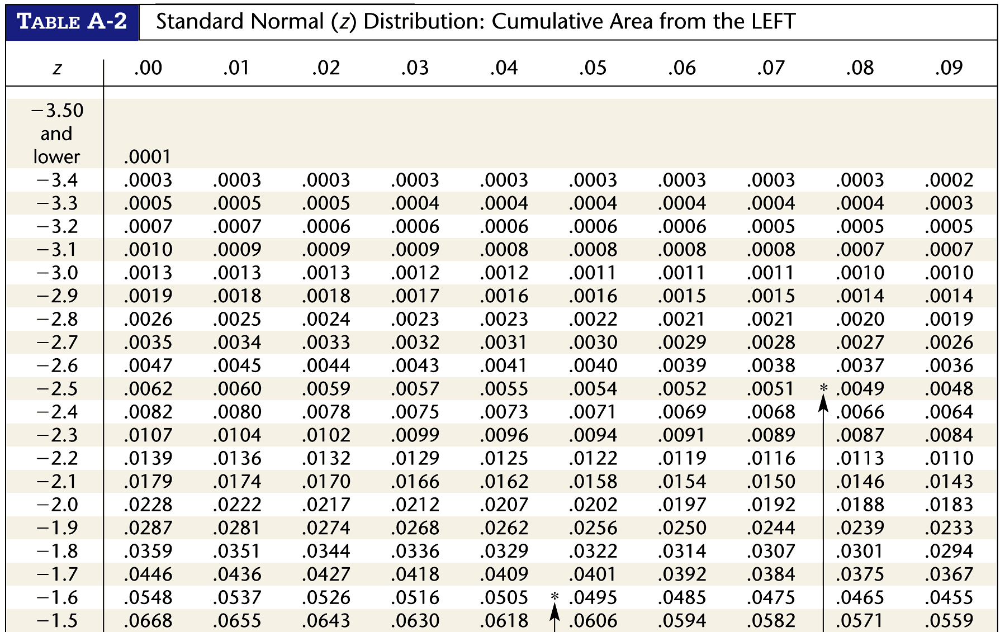 TABLE A-2 Standard Normal (z) Distribution: Cumulative Area from the LEFT
z .00 .01 .02 .03 .04 .05 .06 .07 .08 .09
−3.50
and
lower .0001
−3.4 .0003 .0003 .0003 .0003 .0003 .0003 .0003 .0003 .0003 .0002
−3.3 .0005 .0005 .0005 .0004 .0004 .0004 .0004 .0004 .0004 .0003
−3.2 .0007 .0007 .0006 .0006 .0006 .0006 .0006 .0005 .0005 .0005
−3.1 .0010 .0009 .0009 .0009 .0008 .0008 .0008 .0008 .0007 .0007
−3.0 .0013 .0013 .0013 .0012 .0012 .0011 .0011 .0011 .0010 .0010
−2.9 .0019 .0018 .0018 .0017 .0016 .0016 .0015 .0015 .0014 .0014
−2.8 .0026 .0025 .0024 .0023 .0023 .0022 .0021 .0021 .0020 .0019
−2.7 .0035 .0034 .0033 .0032 .0031 .0030 .0029 .0028 .0027 .0026
−2.6 .0047 .0045 .0044 .0043 .0041 .0040 .0039 .0038 .0037 .0036
−2.5 .0062 .0060 .0059 .0057 .0055 .0054 .0052 .0051 * .0049 .0048
−2.4 .0082 .0080 .0078 .0075 .0073 .0071 .0069 .0068 .0066 .0064
−2.3 .0107 .0104 .0102 .0099 .0096 .0094 .0091 .0089 .0087 .0084
−2.2 .0139 .0136 .0132 .0129 .0125 .0122 .0119 .0116 .0113 .0110
−2.1 .0179 .0174 .0170 .0166 .0162 .0158 .0154 .0150 .0146 .0143
−2.0 .0228 .0222 .0217 .0212 .0207 .0202 .0197 .0192 .0188 .0183
−1.9 .0287 .0281 .0274 .0268 .0262 .0256 .0250 .0244 .0239 .0233
−1.8 .0359 .0351 .0344 .0336 .0329 .0322 .0314 .0307 .0301 .0294
−1.7 .0446 .0436 .0427 .0418 .0409 .0401 .0392 .0384 .0375 .0367
−1.6 .0548 .0537 .0526 .0516 .0505 * .0495 .0485 .0475 .0465 .0455
−1.5 .0668 .0655 .0643 .0630 .0618 .0606 .0594 .0582 .0571 .0559